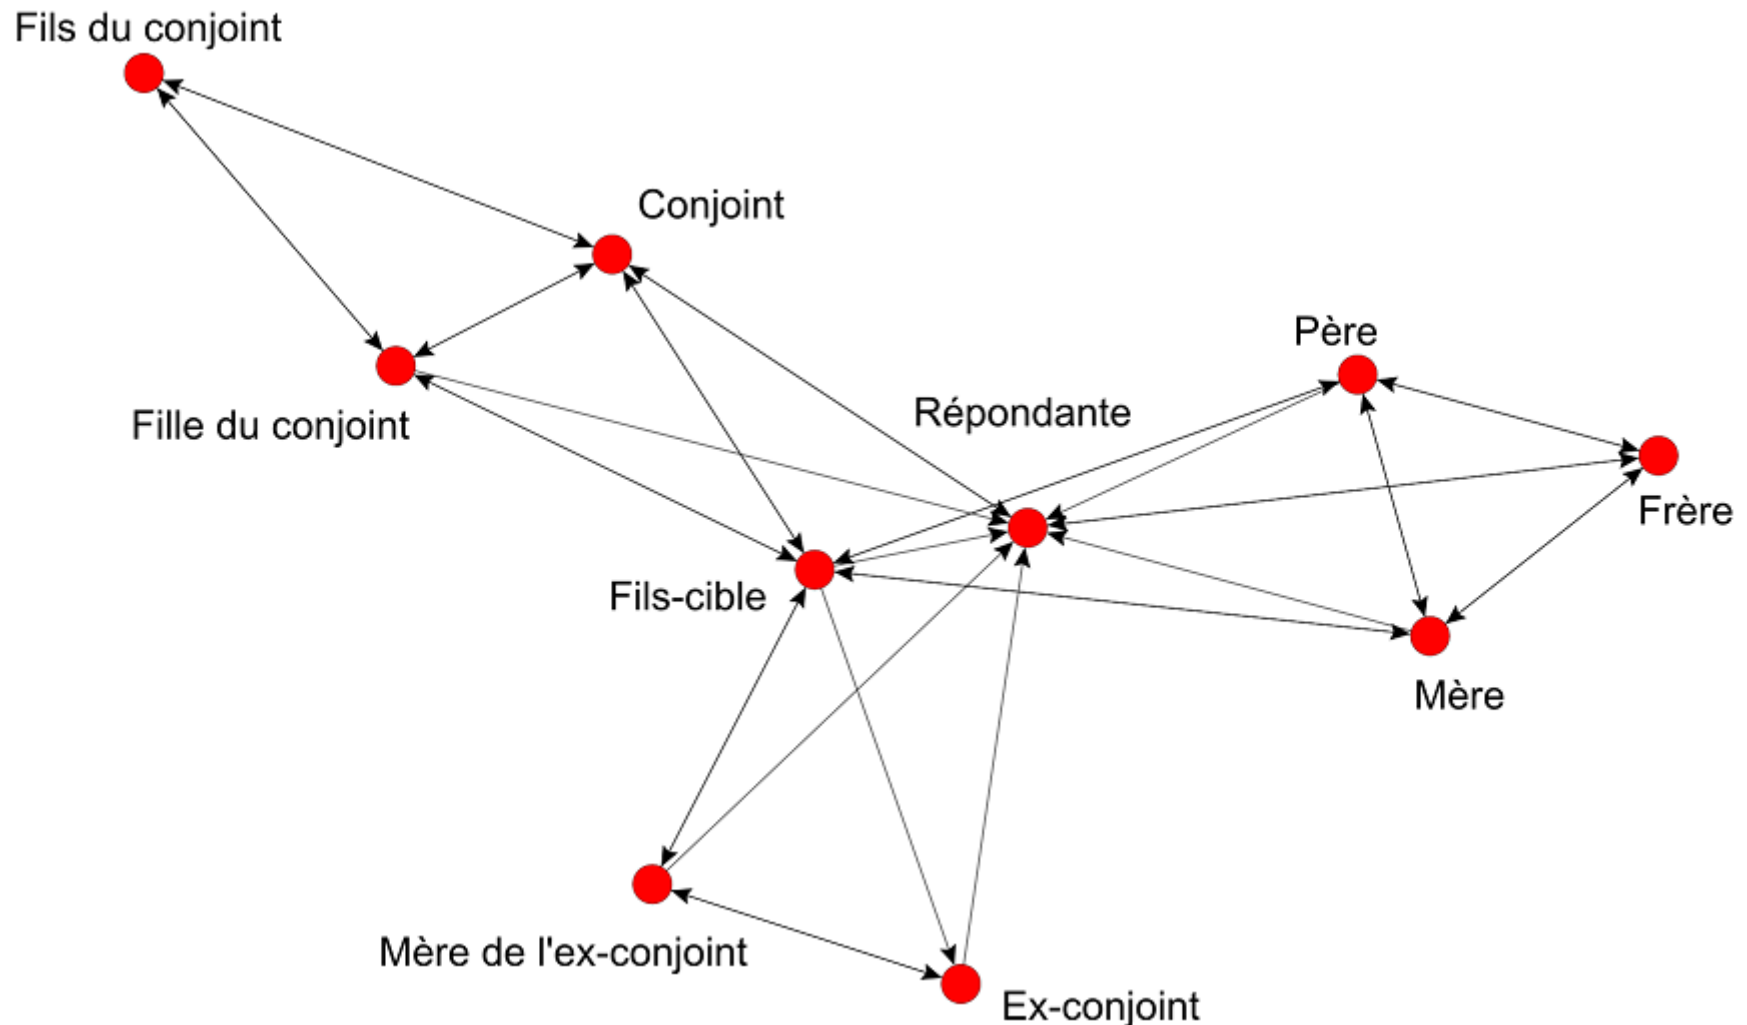 Fils du conjoint
Conjoint
Père
Répondante
Fille du conjoint
Frère
Fils-cible
Mère
Mère de l'ex-conjoint
Ex-conjoint